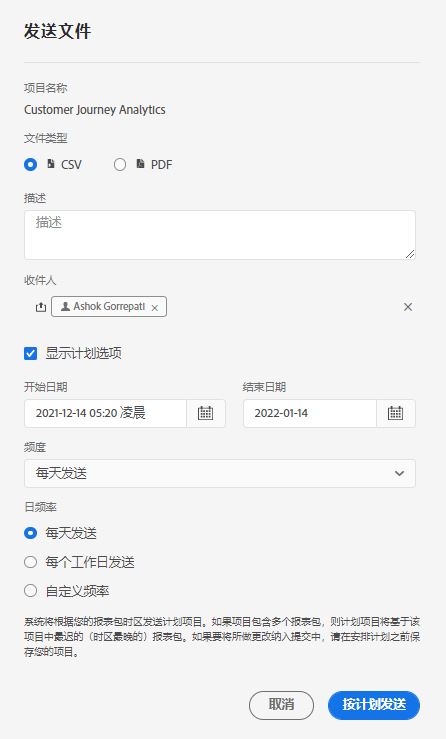 发送文件
项目名称
Customer Journey Analytics
文件类型
CSV PDF
描述
描述
收件人
Ashok Gorrepati ×
显示计划选项
开始日期 结束日期
2021-12-14 05:20 凌晨 2022-01-14
频度
每天发送
日频率
每天发送
每个工作日发送
自定义频率
系统将根据您的报表包时区发送计划项目。如果项目包含多个报表包，则计划项目将基于该
项目中最迟的（时区最晚的）报表包。如果要将所做更改纳入提交中，请在安排计划之前保
存您的项目。
取消 按计划发送